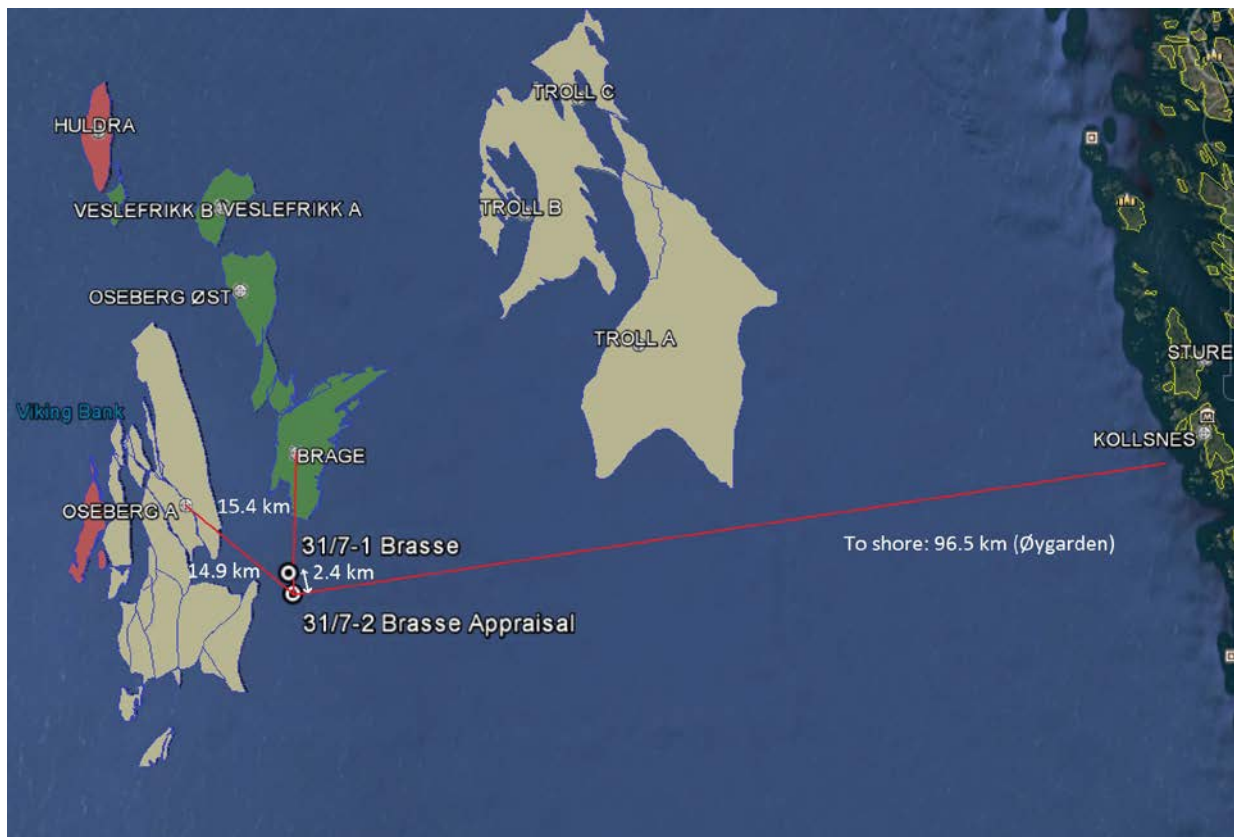 TROLL C
HULDRA
VESLEFRIKK B
VESLEFRIKK A
TROLL B
OSEBERG ØST
TROLL A
STURE
Viking Bank
KOLLSNES
BRAGE
OSEBERG A
15.4 km
31/7-1 Brasse
To shore: 96.5 km (Øygarden)
14.9 km
2.4 km
31/7-2 Brasse Appraisal